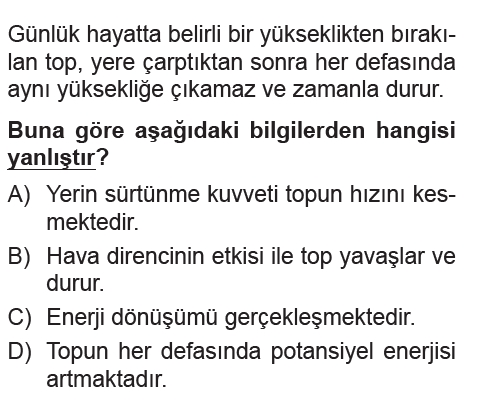 Günlük hayatta belirli bir yükseklikten bırakı-
lan top, yere çarptıktan sonra her defasında
aynı yüksekliğe çıkamaz ve zamanla durur.
Buna göre aşağıdaki bilgilerden hangisi
yanlıştır?
A) Yerin sürtünme kuvveti topun hızını kes-
mektedir.
B) Hava direncinin etkisi ile top yavaşlar ve
durur.
C) Enerji dönüşümü gerçekleşmektedir.
D) Topun her defasında potansiyel enerjisi
artmaktadır.